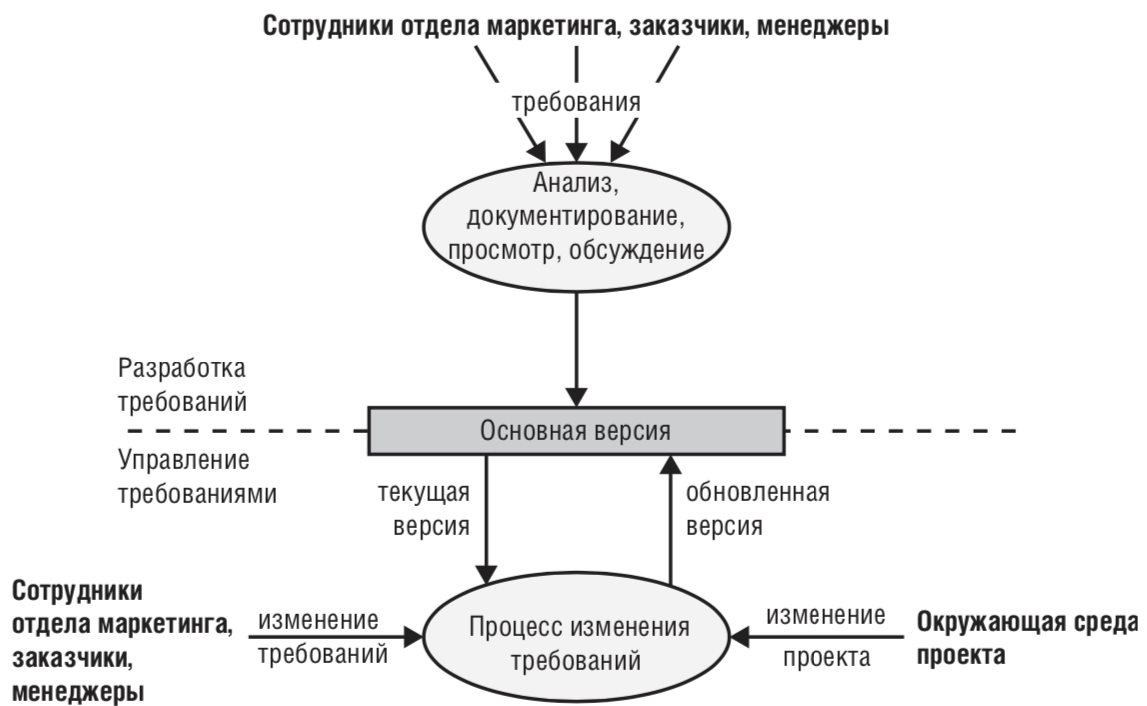 Сотрудники отдела маркетинга, заказчики, менеджеры
требования
Анализ,
документирование,
просмотр, обсуждение
Разработка
требований
Основная версия
Управление
требованиями
текущая
версия
обновленная
версия
Сотрудники
отдела маркетинга,
заказчики,
менеджеры
изменение
требований
Процесс изменения
требований
изменение
проекта
Окружающая среда
проекта